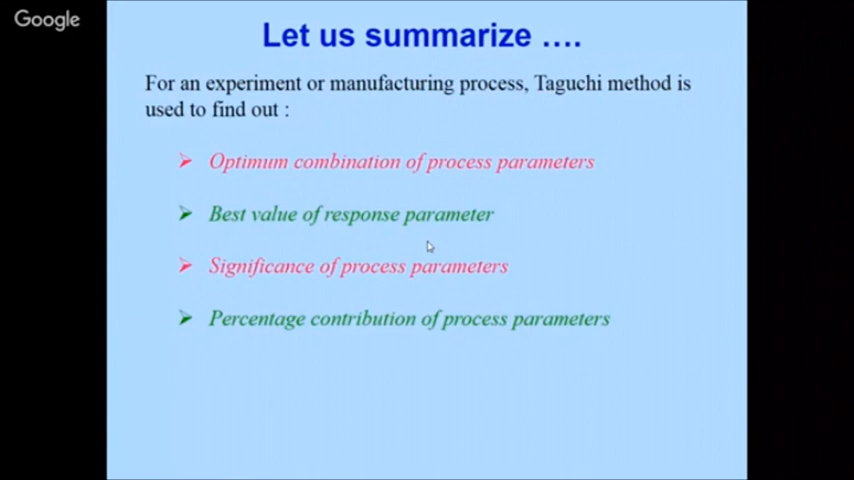 Google
Let us summarize ....
For an experiment or manufacturing process, Taguchi method is
used to find out :
Optimum combination of process parameters
Best value of response parameter
Significance of process parameters
Percentage contribution of process parameters